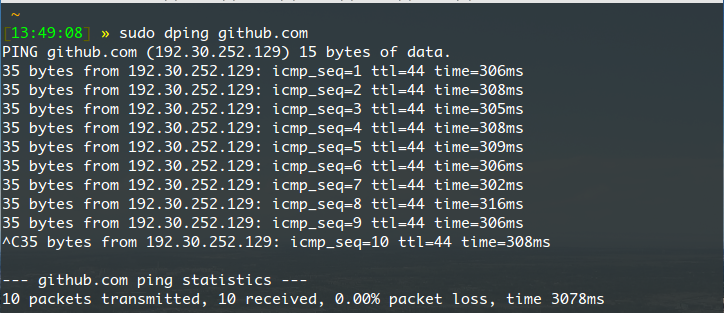 ~
[13:49:08] » sudo dping github.com
PING github.com (192.30.252.129) 15 bytes of data.
35 bytes from 192.30.252.129: icmp_seq=1 ttl=44 time=306ms
35 bytes from 192.30.252.129: icmp_seq=2 ttl=44 time=308ms
35 bytes from 192.30.252.129: icmp_seq=3 ttl=44 time=305ms
35 bytes from 192.30.252.129: icmp_seq=4 ttl=44 time=308ms
35 bytes from 192.30.252.129: icmp_seq=5 ttl=44 time=309ms
35 bytes from 192.30.252.129: icmp_seq=6 ttl=44 time=306ms
35 bytes from 192.30.252.129: icmp_seq=7 ttl=44 time=302ms
35 bytes from 192.30.252.129: icmp_seq=8 ttl=44 time=316ms
35 bytes from 192.30.252.129: icmp_seq=9 ttl=44 time=306ms
^C35 bytes from 192.30.252.129: icmp_seq=10 ttl=44 time=308ms
--- github.com ping statistics ---
10 packets transmitted, 10 received, 0.00% packet loss, time 3078ms